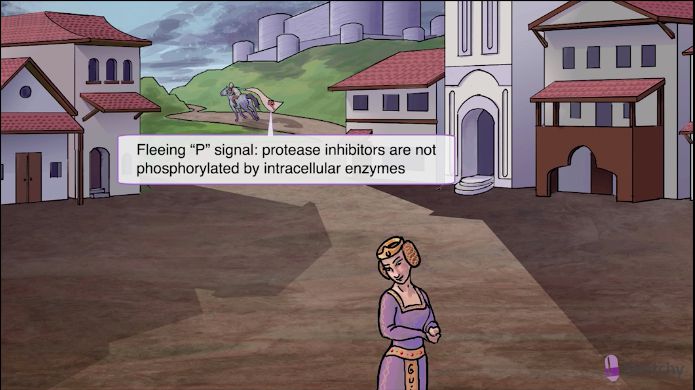 Fleeing “P” signal: protease inhibitors are not
phosphorylated by intracellular enzymes